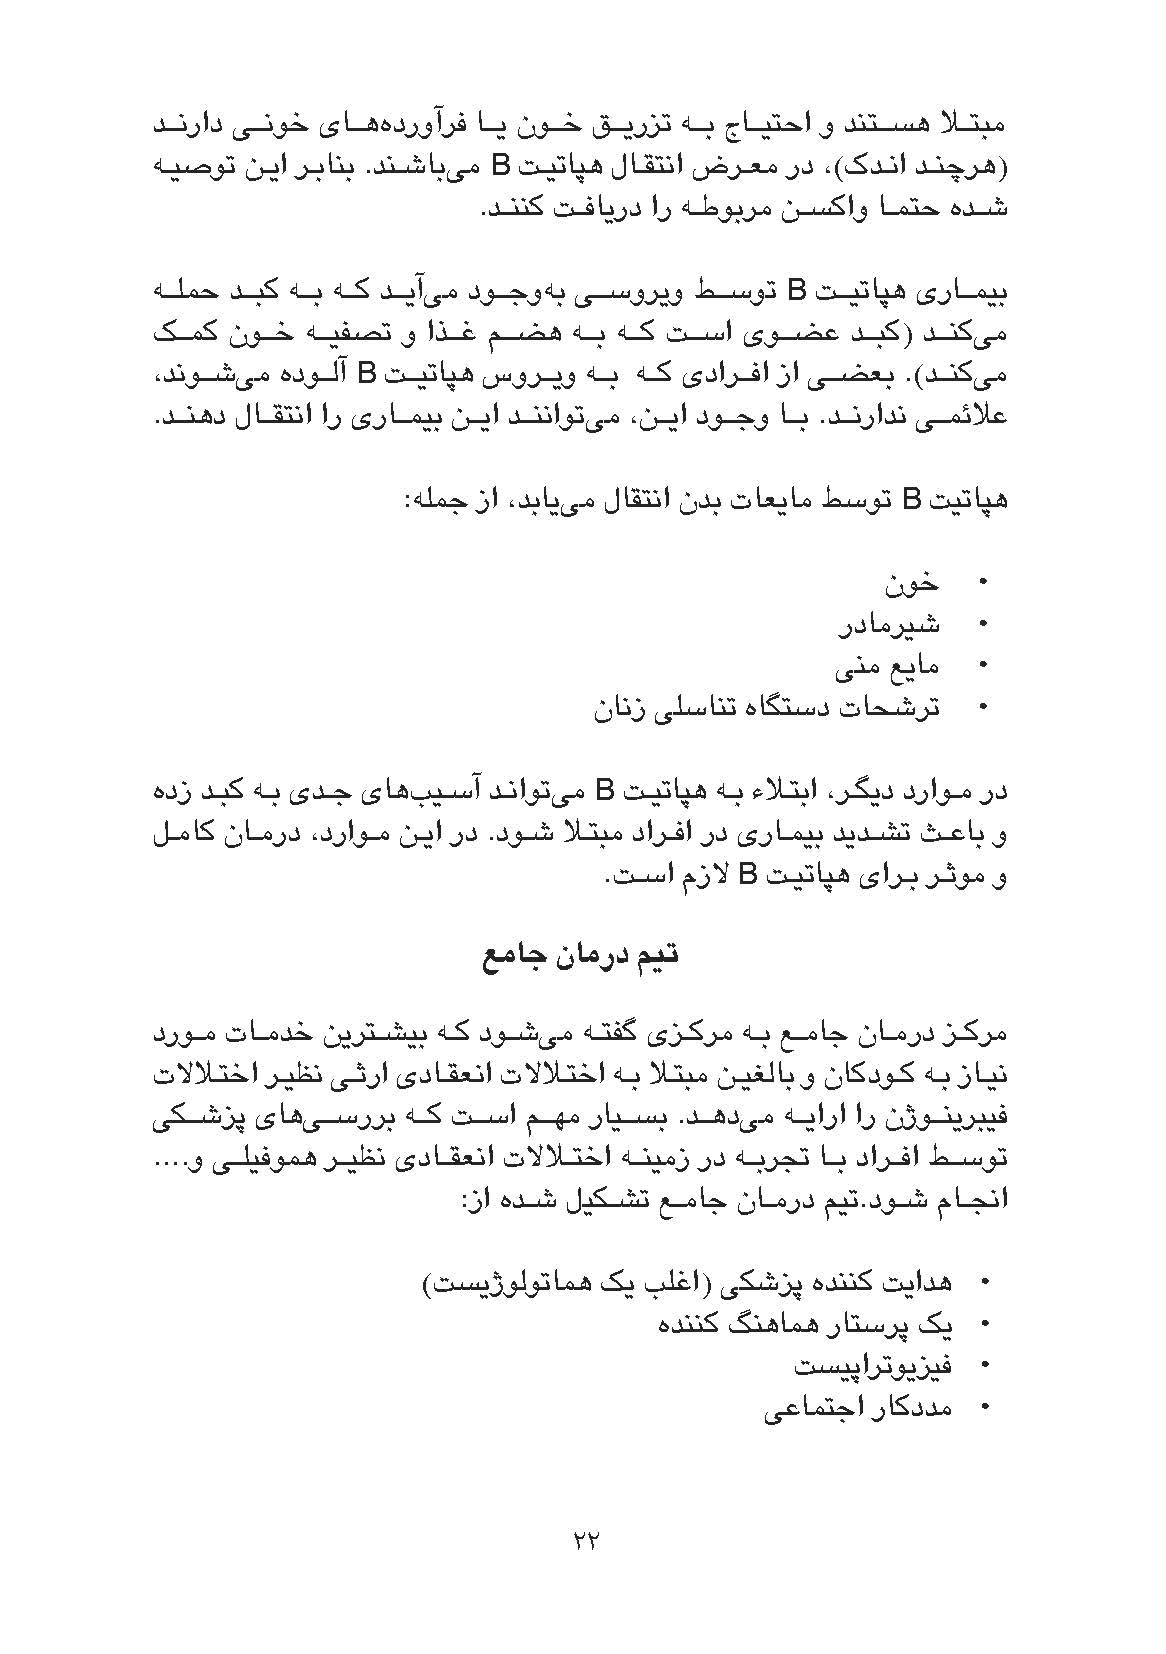 مبتلا هستند و احتیاج به تزریق خون یا فرآورده‌های خونی دارند
(هرچند اندک)، در معرض انتقال هپاتیت B می‌باشند. بنابر این توصیه
شده حتما واکسن مربوطه را دریافت کنند.
بیماری هپاتیت B توسط ویروسی به‌وجود می‌آید که به کبد حمله
می‌کند (کبد عضوی است که به هضم غذا و تصفیه خون کمک
می‌کند). بعضی از افرادی که به ویروس هپاتیت B آلوده می‌شوند،
علائمی ندارند. با وجود این، می‌توانند این بیماری را انتقال دهند.
هپاتیت B توسط مایعات بدن انتقال می‌یابد، از جمله:
• خون
• شیرمادر
• مایع منی
• ترشحات دستگاه تناسلی زنان
در موارد دیگر، ابتلاء به هپاتیت B می‌تواند آسیب‌های جدی به کبد زده
و باعث تشدید بیماری در افراد مبتلا شود. در این موارد، درمان کامل
و موثر برای هپاتیت B لازم است.
تیم درمان جامع
مرکز درمان جامع به مرکزی گفته می‌شود که بیشترین خدمات مورد
نیاز به کودکان و بالغین مبتلا به اختلالات انعقادی ارثی نظیر اختلالات
فیبرینوژن را ارایه می‌دهد. بسیار مهم است که بررسی‌های پزشکی
توسط افراد با تجربه در زمینه اختلالات انعقادی نظیر هموفیلی و....
انجام شود.تیم درمان جامع تشکیل شده از:
• هدایت کننده پزشکی (اغلب یک هماتولوژیست)
• یک پرستار هماهنگ کننده
• فیزیوتراپیست
• مددکار اجتماعی
۲۲